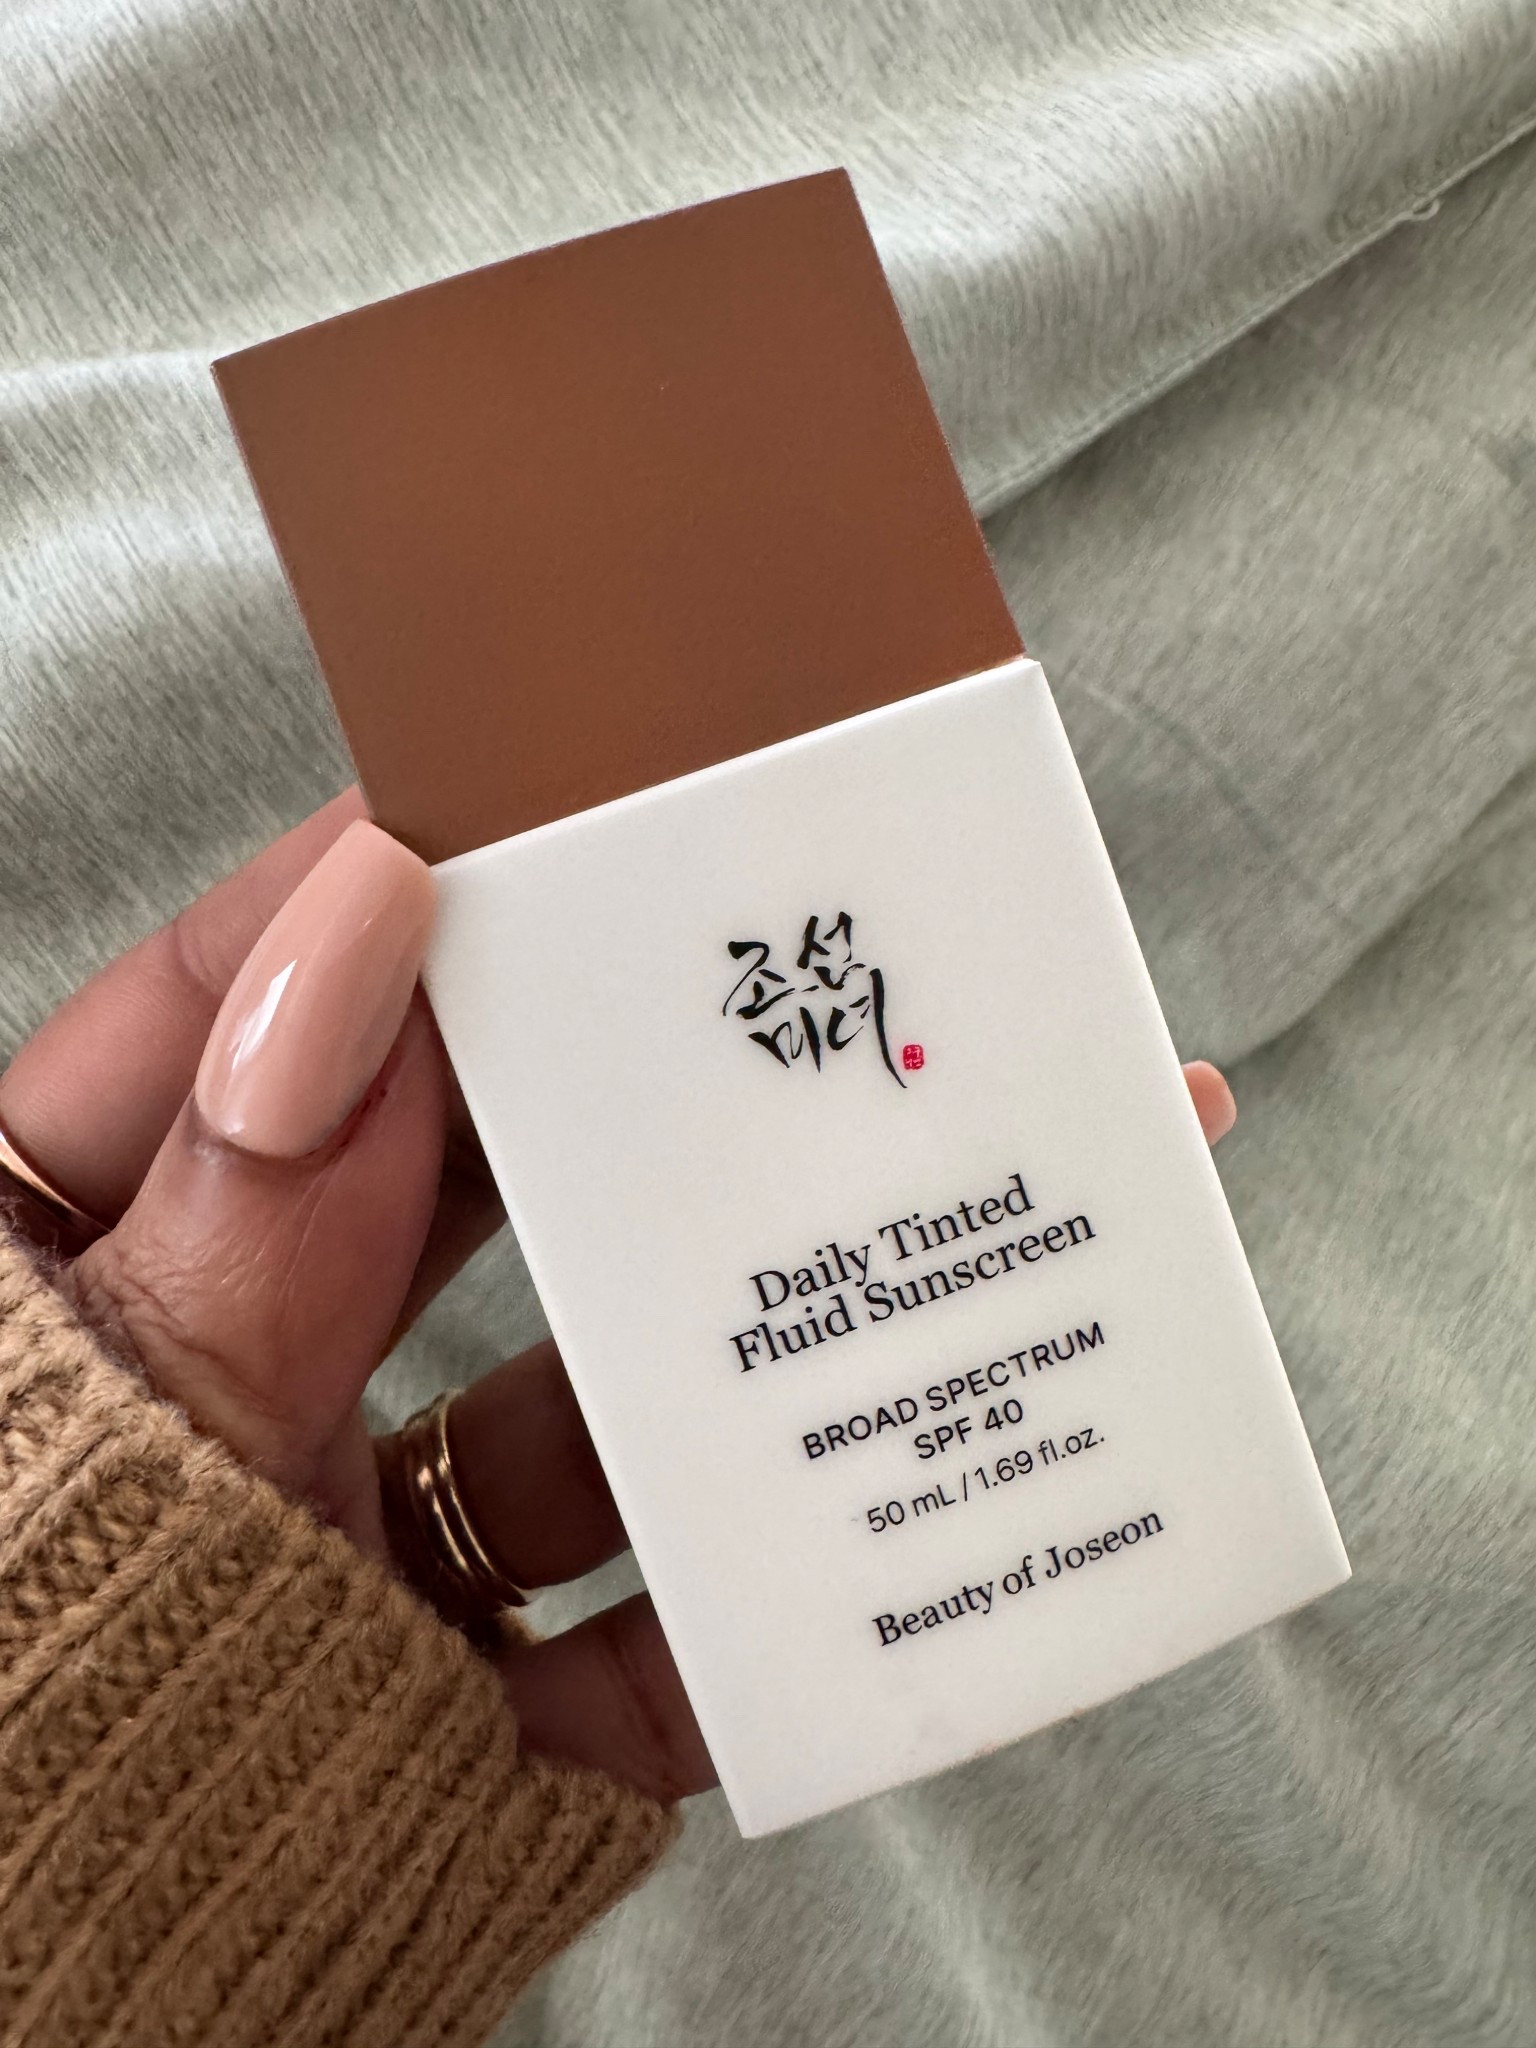 조선
미녀
Daily Tinted
Fluid Sunscreen
BROAD SPECTRUM
SPF 40
50 mL / 1.69 fl.oz.
Beauty of Joseon